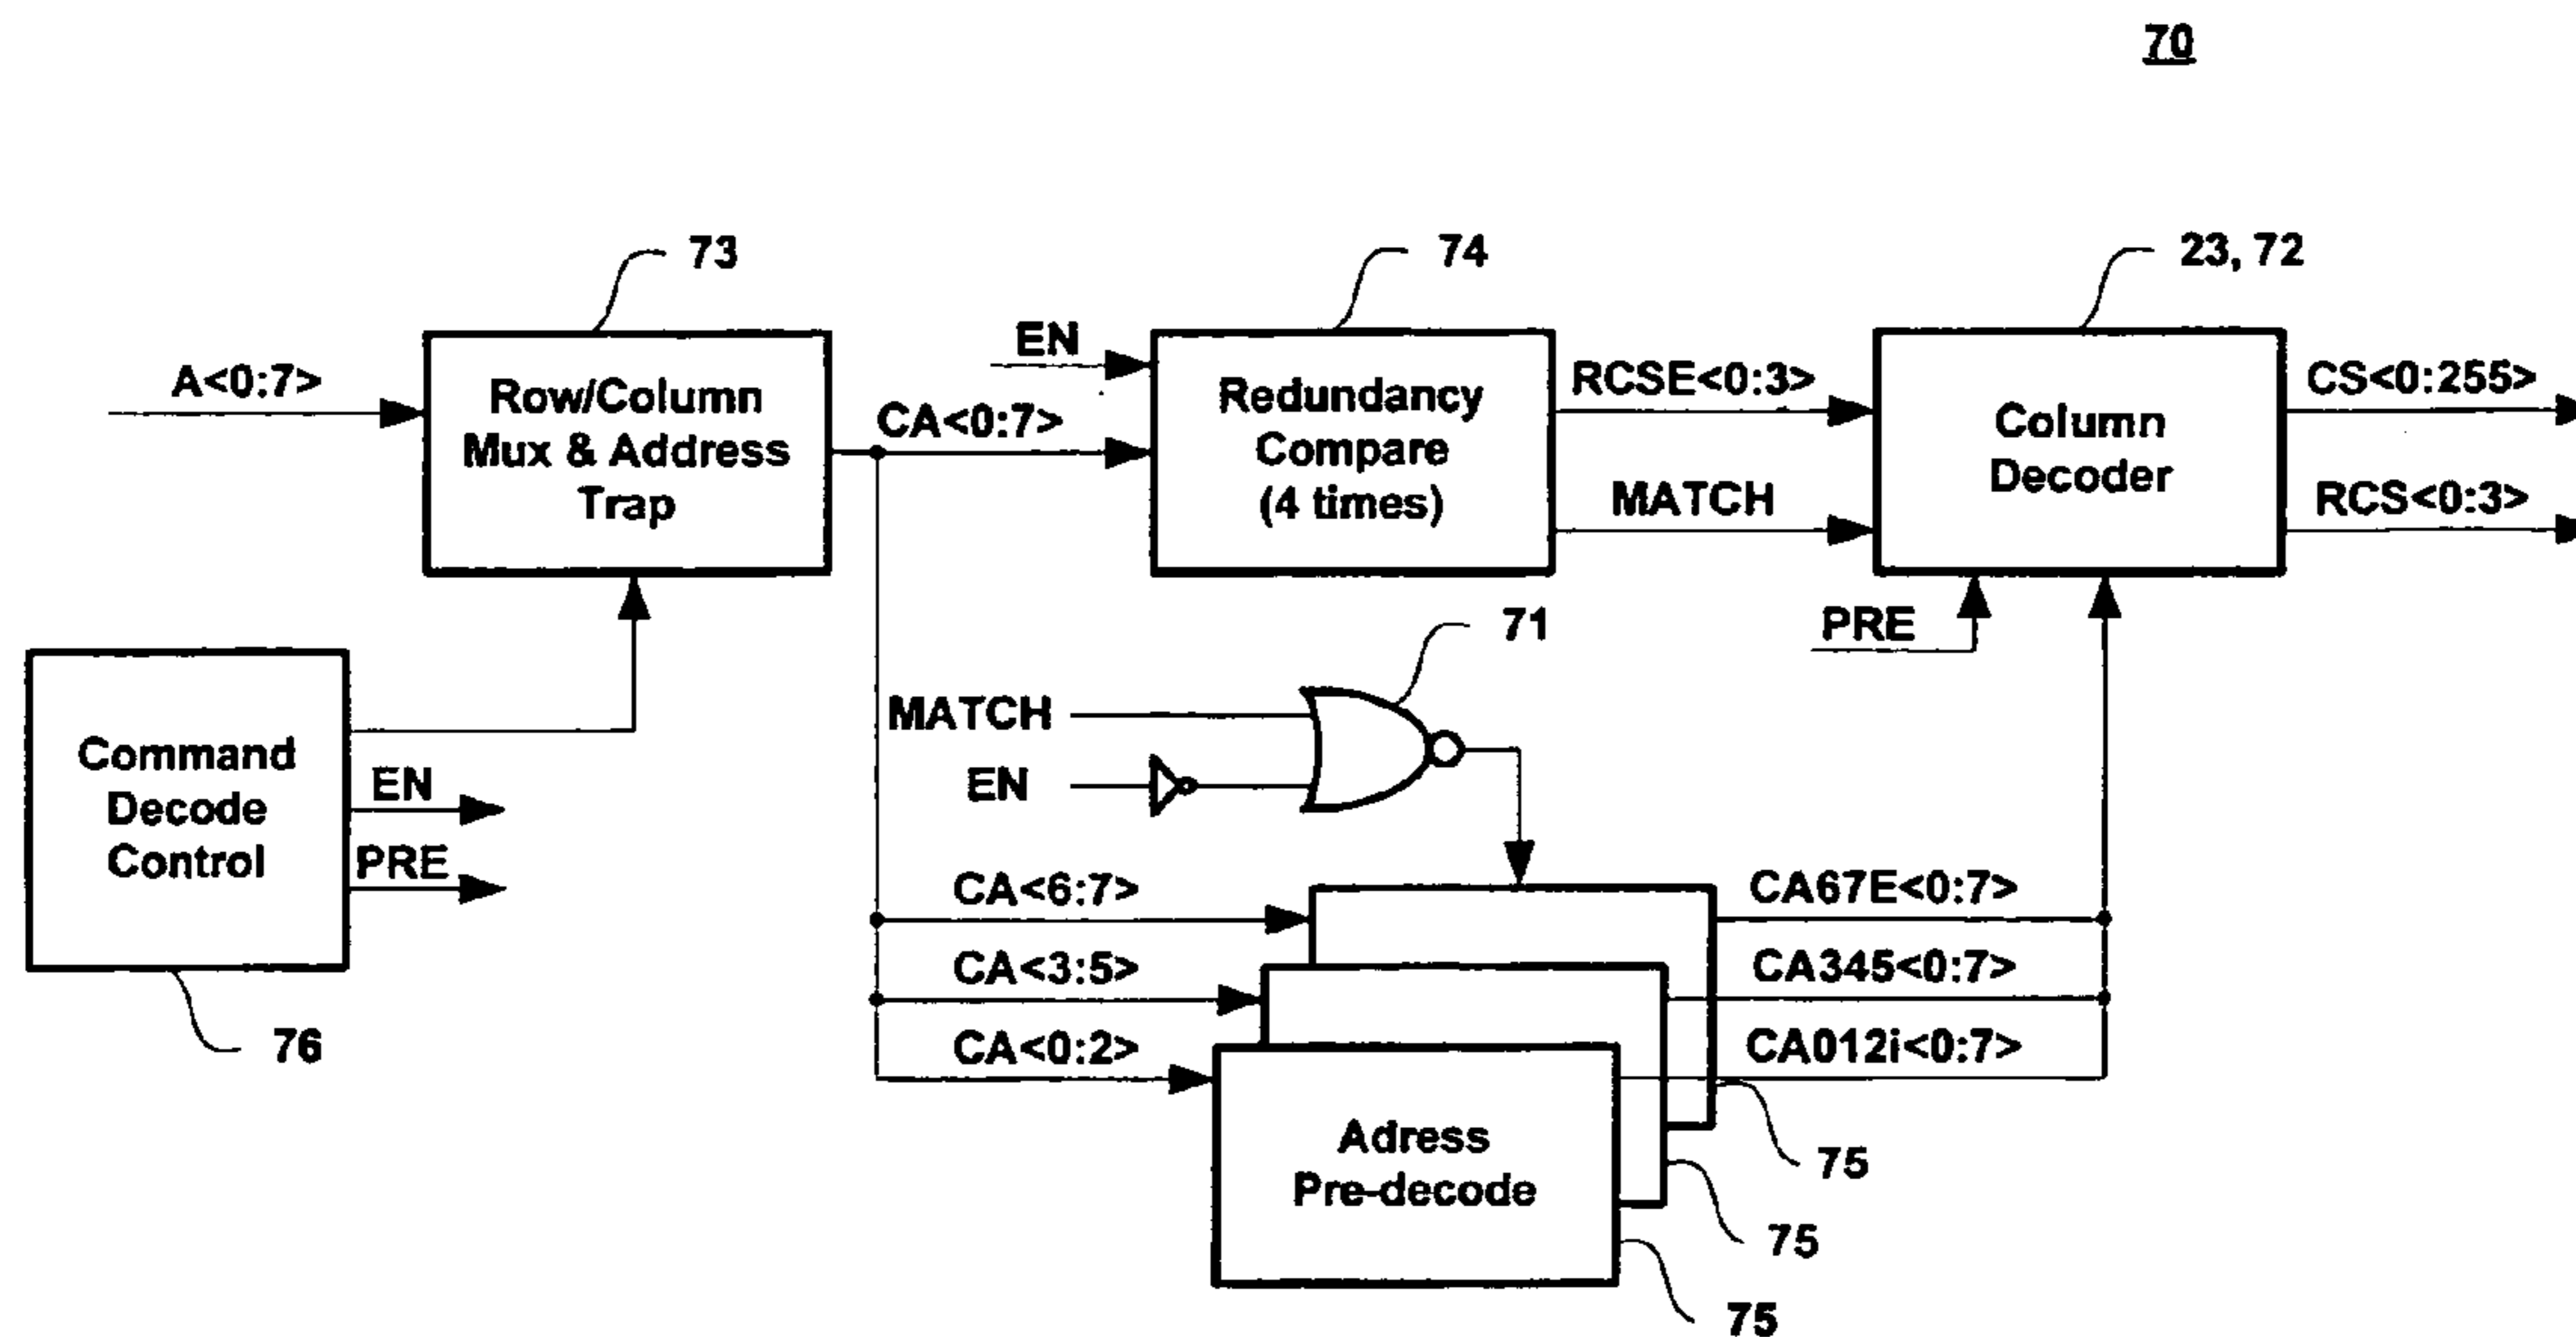 70
73
74
23, 72
A<0:7>
Row/Column
Mux & Address
Trap
CA<0:7>
EN
Redundancy
Compare
(4 times)
RCSE<0:3>
MATCH
Column
Decoder
CS<0:255>
RCS<0:3>
PRE
71
MATCH
EN
Command
Decode
Control
EN
PRE
76
CA<6:7>
CA<3:5>
CA<0:2>
CA67E<0:7>
CA345<0:7>
CA012i<0:7>
Adress
Pre-decode
75
75
75